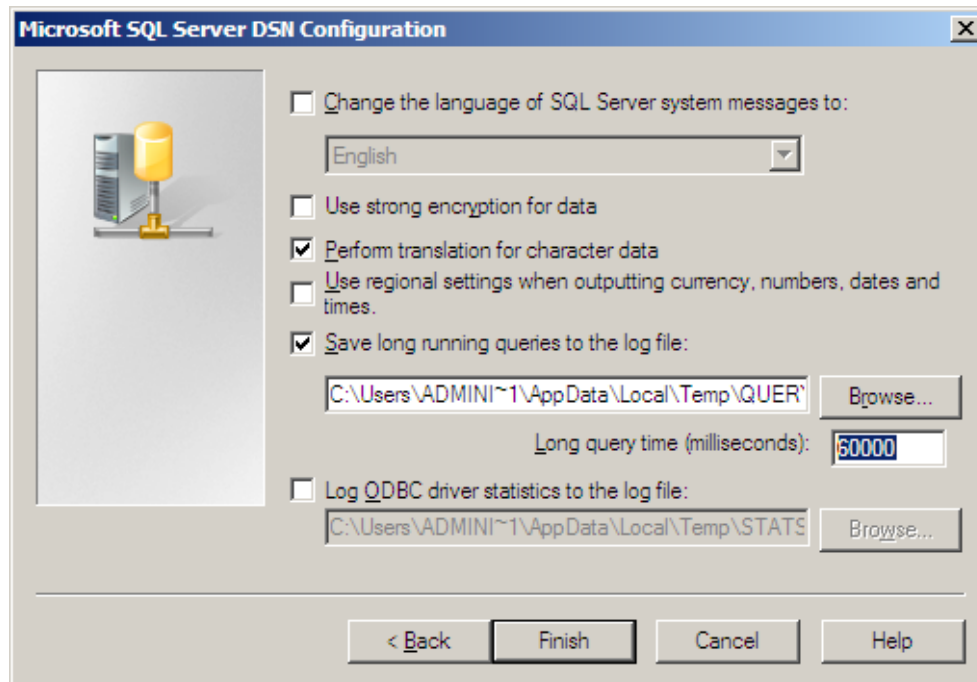 Microsoft SQL Server DSN Configuration
Change the language of SQL Server system messages to:
English
Use strong encryption for data
Perform translation for character data
Use regional settings when outputting currency, numbers, dates and
times.
Save long running queries to the log file:
C:\Users\ADMINI~1\AppData\Local\Temp\QUERY
Browse...
Long query time (milliseconds):
60000
Log ODBC driver statistics to the log file:
C:\Users\ADMINI~1\AppData\Local\Temp\STATS
Browse...
< Back
Finish
Cancel
Help